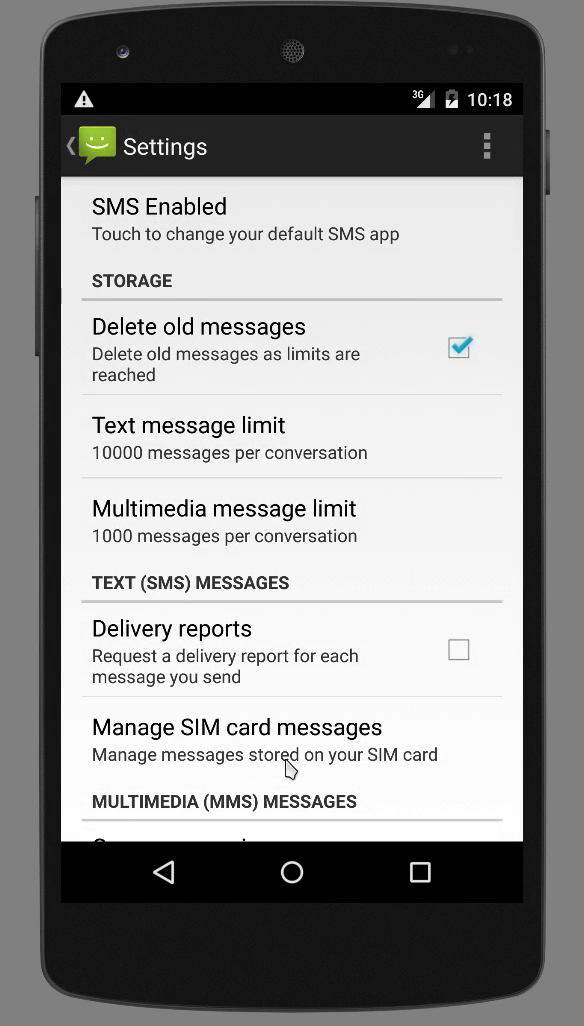 3G 10:18
Settings
SMS Enabled
Touch to change your default SMS app
STORAGE
Delete old messages
Delete old messages as limits are
reached
Text message limit
10000 messages per conversation
Multimedia message limit
1000 messages per conversation
TEXT (SMS) MESSAGES
Delivery reports
Request a delivery report for each
message you send
Manage SIM card messages
Manage messages stored on your SIM card
MULTIMEDIA (MMS) MESSAGES